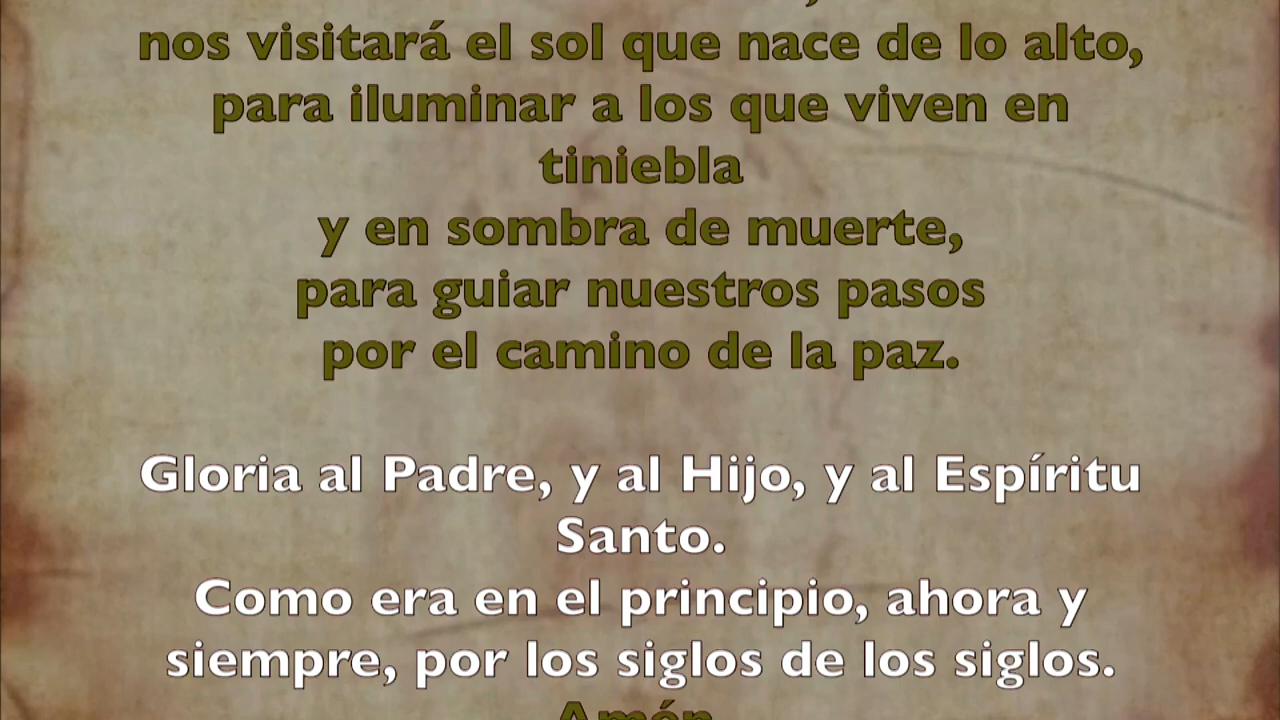 nos visitará el sol que nace de lo alto,
para iluminar a los que viven en
tiniebla
y en sombra de muerte,
para guiar nuestros pasos
por el camino de la paz.
Gloria al Padre, y al Hijo, y al Espíritu
Santo.
Como era en el principio, ahora y
siempre, por los siglos de los siglos.
Amén.